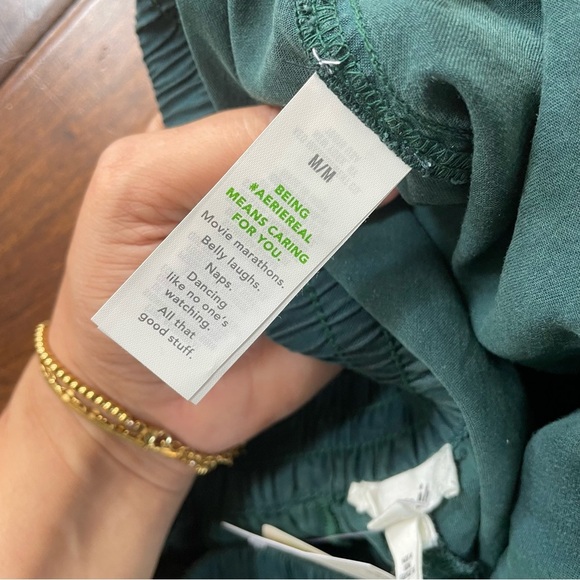 M/M
BEING
#AERIEREAL
MEANS CARING
FOR YOU.
Movie marathons.
Belly laughs.
Naps.
Dancing
like no one's
watching.
All that
good stuff.